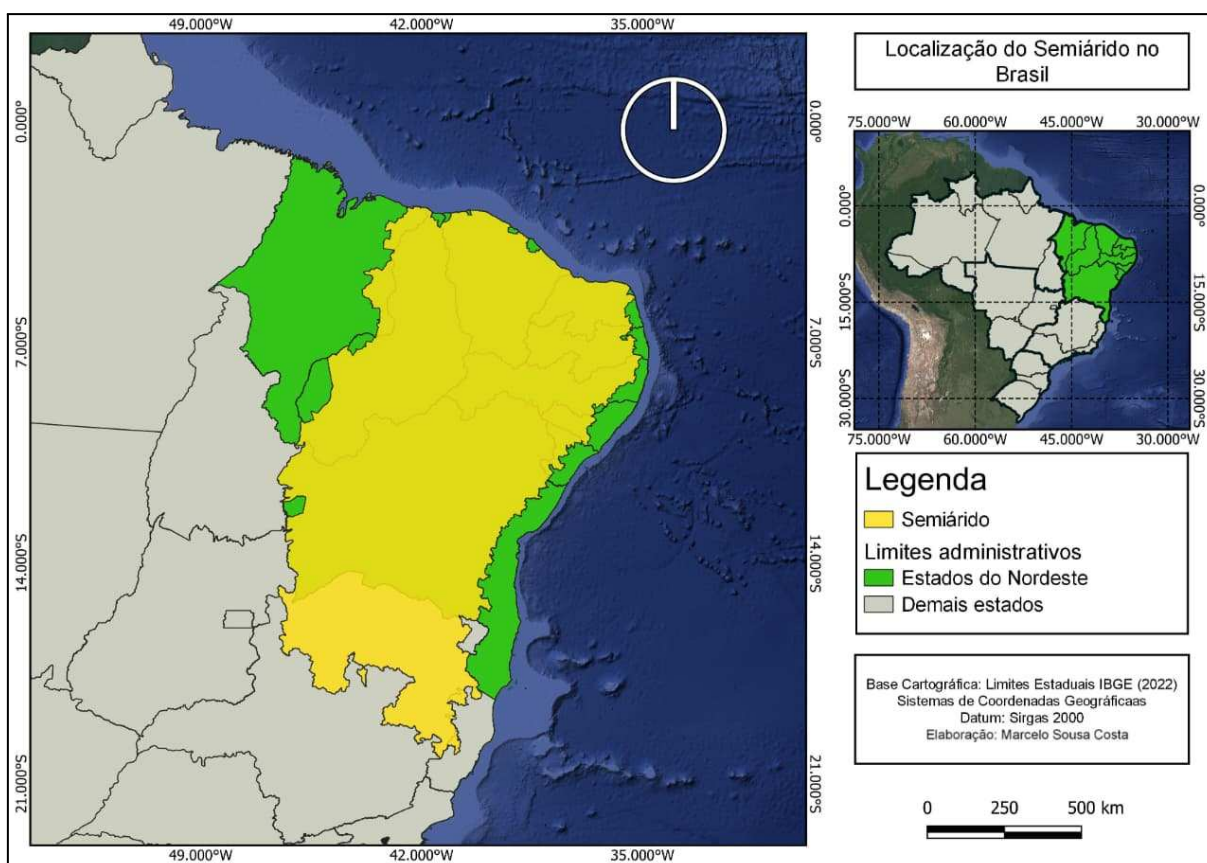 49.000°W 42.000°W 35.000°W
0.000°
7.000°S
14.000°S
21.000°S
0.000°
7.000°S
14.000°S
21.000°S
49.000°W 42.000°W 35.000°W
Localização do Semiárido no
Brasil
75.000°W 60.000°W 45.000°W 30.000°W
0.000°
15.000°S
30.000°S
0.000°
15.000°S
30.000°S
75.000°W 60.000°W 45.000°W 30.000°W
Legenda
Semiárido
Limites administrativos
Estados do Nordeste
Demais estados
Base Cartográfica: Limites Estaduais IBGE (2022)
Sistemas de Coordenadas Geográficaas
Datum: Sirgas 2000
Elaboração: Marcelo Sousa Costa
0 250 500 km